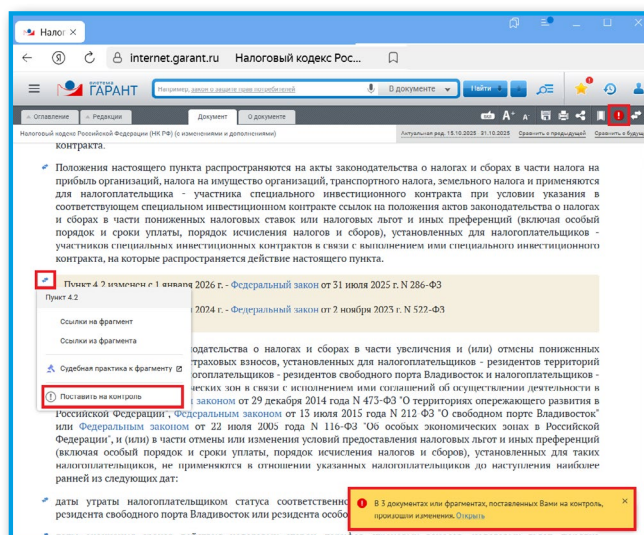 Налог ×
internet.garant.ru Налоговый кодекс Рос...
СИСТЕМА
ГАРАНТ
Например, закон о защите прав потребителей
В документе
Найти
Оглавление
Редакции
Документ
О документе
A+ A-
Налоговый кодекс Российской Федерации (НК РФ) (с изменениями и дополнениями)
Актуальная ред. 15.10.2025 31.10.2025 Сравнить с предыдущей Сравнить с будущ
контракта.
Положения настоящего пункта распространяются на акты законодательства о налогах и сборах в части налога на
прибыль организаций, налога на имущество организаций, транспортного налога, земельного налога и применяются
для налогоплательщика - участника специального инвестиционного контракта при условии указания в
соответствующем специальном инвестиционном контракте ссылок на положения актов законодательства о налогах
и сборах в части пониженных налоговых ставок или налоговых льгот и иных преференций (включая особый
порядок и сроки уплаты, порядок исчисления налогов и сборов), установленных для налогоплательщиков -
участников специальных инвестиционных контрактов в связи с выполнением ими специального инвестиционного
контракта, на которые распространяется действие настоящего пункта.
Пункт 4.2 изменен с 1 января 2026 г. - Федеральный закон от 31 июля 2025 г. N 286-ФЗ
Пункт 4.2
2024 г. - Федеральный закон от 2 ноября 2023 г. N 522-ФЗ
Ссылки на фрагмент
Ссылки из фрагмента
Судебная практика к фрагменту
Поставить на контроль
одательства о налогах и сборах в части увеличения и (или) отмены пониженных
траховых взносов, установленных для налогоплательщиков - резидентов территорий
огоплательщиков - резидентов свободного порта Владивосток и налогоплательщиков -
ческих зон в связи с исполнением ими соглашений об осуществлении деятельности в
законом от 29 декабря 2014 года N 473-ФЗ "О территориях опережающего развития в
Российской Федерации", Федеральным законом от 13 июля 2015 года N 212 ФЗ "О свободном порте Владивосток"
или Федеральным законом от 22 июля 2005 года N 116-ФЗ "Об особых экономических зонах в Российской
Федерации", и (или) в части отмены или изменения условий предоставления налоговых льгот и иных преференций
(включая особый порядок и сроки уплаты, порядок исчисления налогов и сборов), установленных для таких
налогоплательщиков, не применяются в отношении указанных налогоплательщиков до наступления наиболее
ранней из следующих дат:
даты утраты налогоплательщиком статуса соответственно
резидента свободного порта Владивосток или резидента особо
В 3 документах или фрагментах, поставленных Вами на контроль,
произошли изменения. Открыть